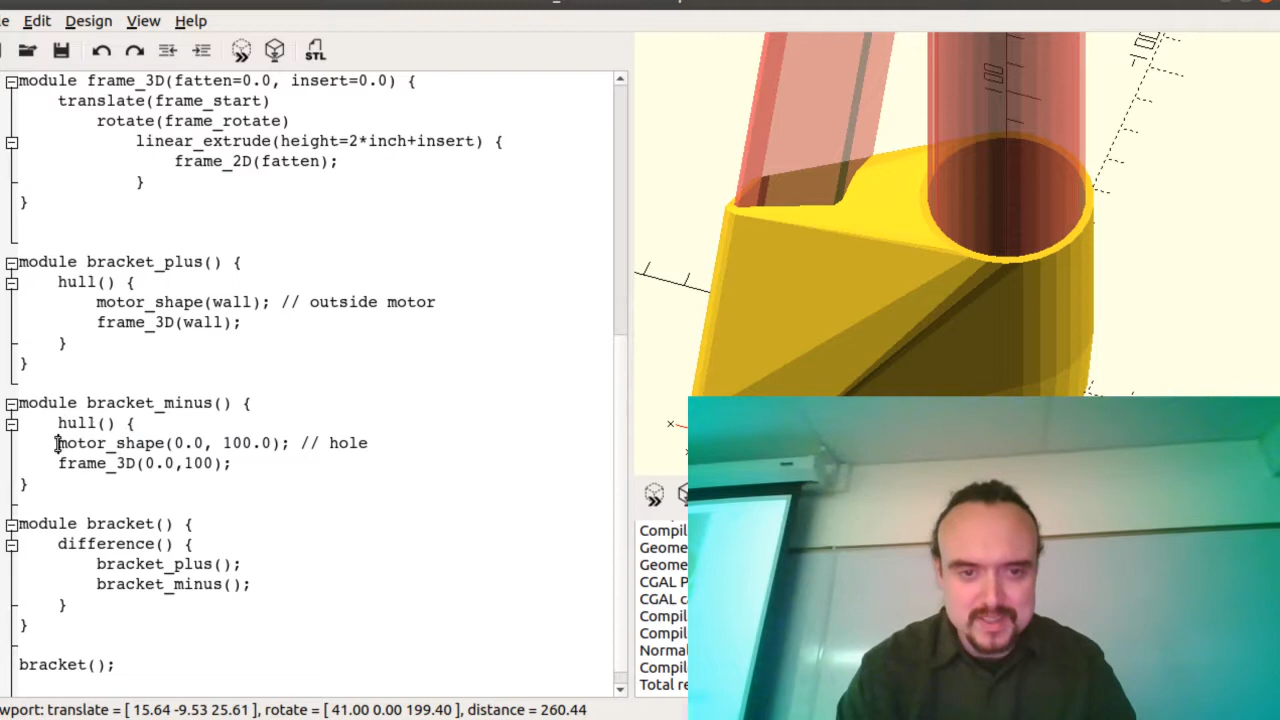 Edit Design View Help
STL
module frame_3D(fatten=0.0, insert=0.0) {
translate(frame_start)
rotate(frame_rotate)
linear_extrude(height=2*inch+insert) {
frame_2D(fatten);
}
}
module bracket_plus() {
hull() {
motor_shape(wall); // outside motor
frame_3D(wall);
}
}
module bracket_minus() {
hull() {
motor_shape(0.0, 100.0); // hole
frame_3D(0.0,100);
}
module bracket() {
difference() {
bracket_plus();
bracket_minus();
}
}
bracket();
100
x
Compil
Geome
Geome
CGAL P
CGAL c
Compil
Compil
Normal
Compil
Total re
wport: translate = [ 15.64 -9.53 25.61 ], rotate = [ 41.00 0.00 199.40 ], distance = 260.44